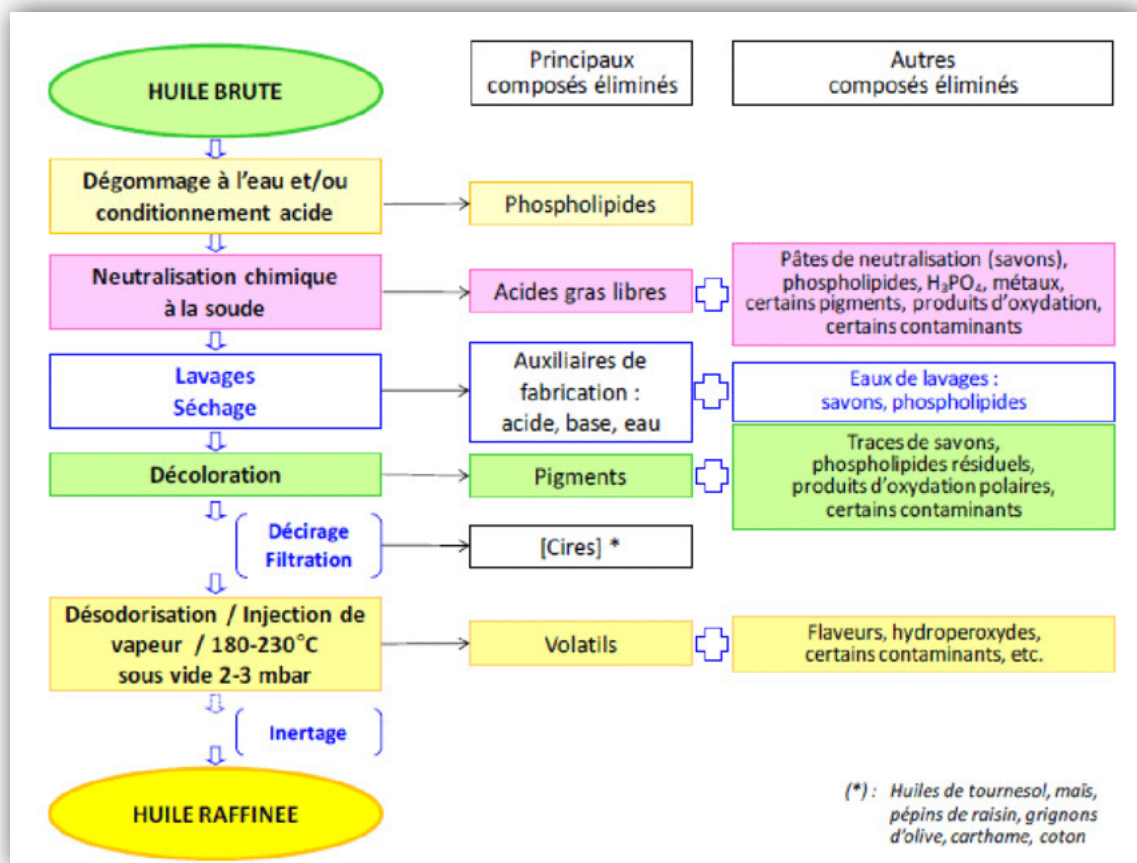 HUILE BRUTE
Principaux
composés éliminés
Autres
composés éliminés
Dégommage à l'eau et/ou
conditionnement acide
Phospholipides
Neutralisation chimique
à la soude
Acides gras libres
Pâtes de neutralisation (savons),
phospholipides, H₃PO₄, métaux,
certains pigments, produits d'oxydation,
certains contaminants
Lavages
Séchage
Auxiliaires de
fabrication :
acide, base, eau
Eaux de lavages :
savons, phospholipides
Décoloration
Pigments
Traces de savons,
phospholipides résiduels,
produits d'oxydation polaires,
certains contaminants
Décirage
Filtration
[Cires] *
Désodorisation / Injection de
vapeur / 180-230°C
sous vide 2-3 mbar
Volatils
Flaveurs, hydroperoxydes,
certains contaminants, etc.
Inertage
HUILE RAFFINEE
(*) : Huiles de tournesol, maïs,
pépins de raisin, grignons
d'olive, carthame, coton